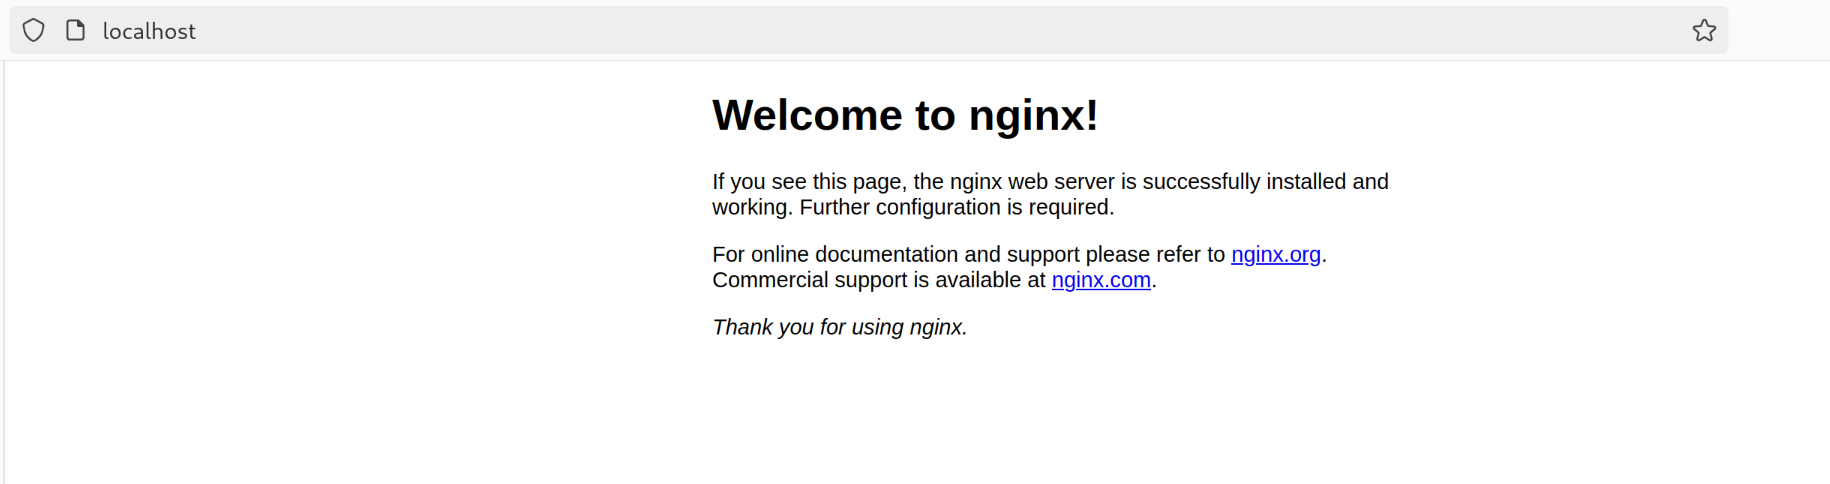 localhost
Welcome to nginx!
If you see this page, the nginx web server is successfully installed and
working. Further configuration is required.
For online documentation and support please refer to nginx.org.
Commercial support is available at nginx.com.
Thank you for using nginx.